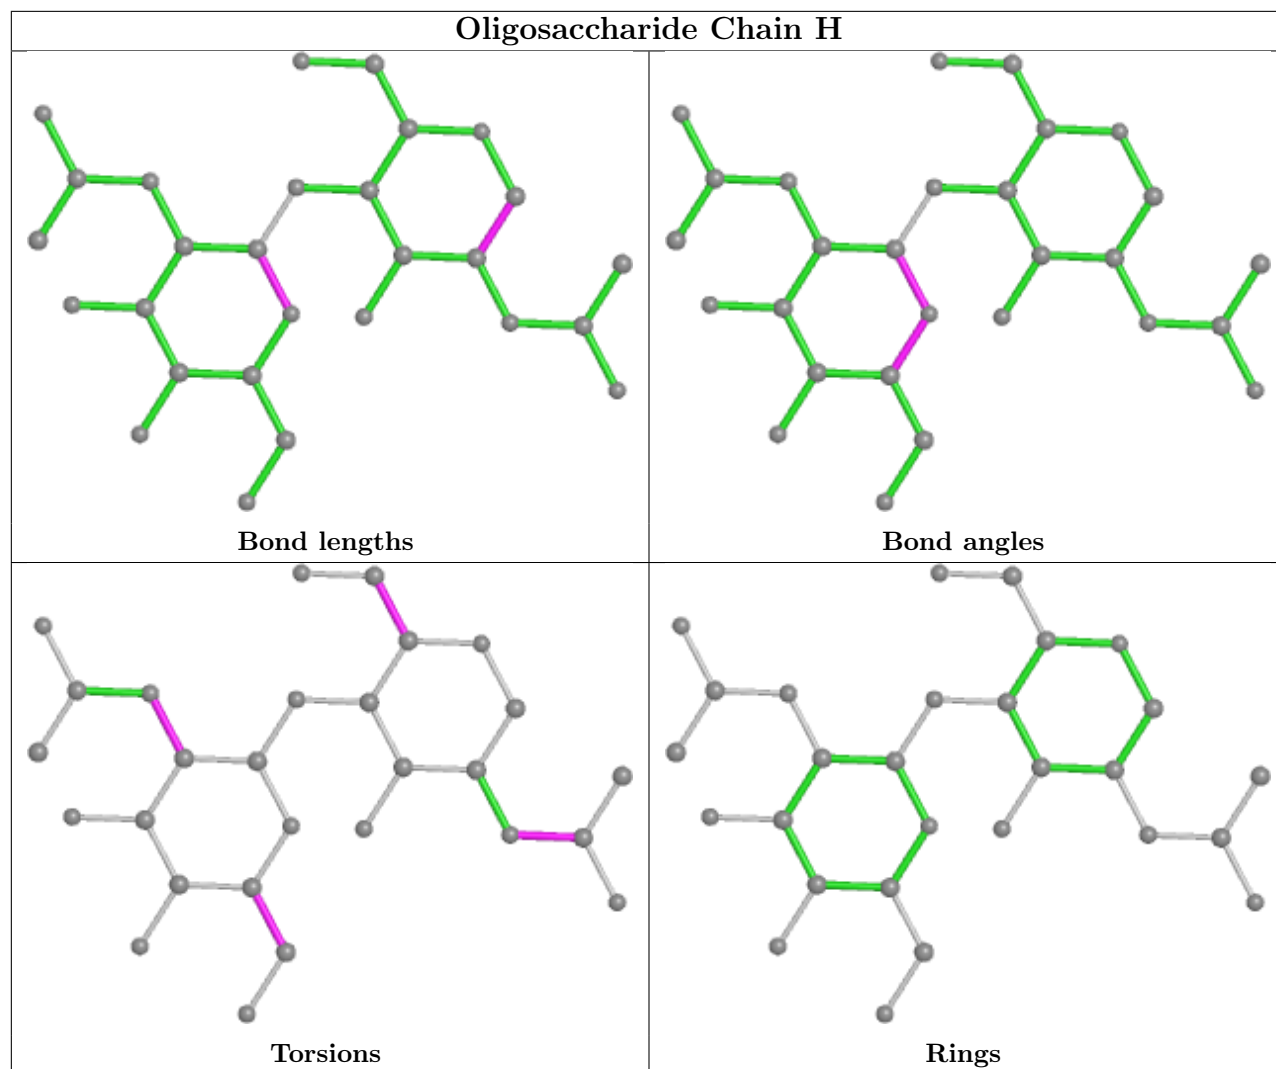 Oligosaccharide Chain H
Bond lengths
Bond angles
Torsions
Rings